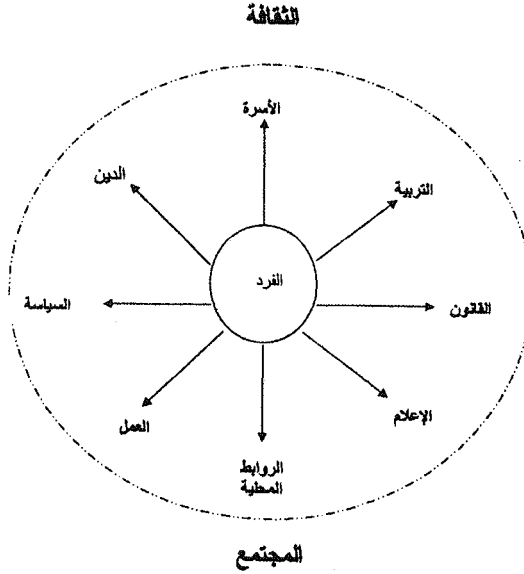 الثقافة
الأسرة
الدين
التربية
الفرد
السياسة
القانون
العمل
الإعلام
الروابط
المحلية
المجتمع